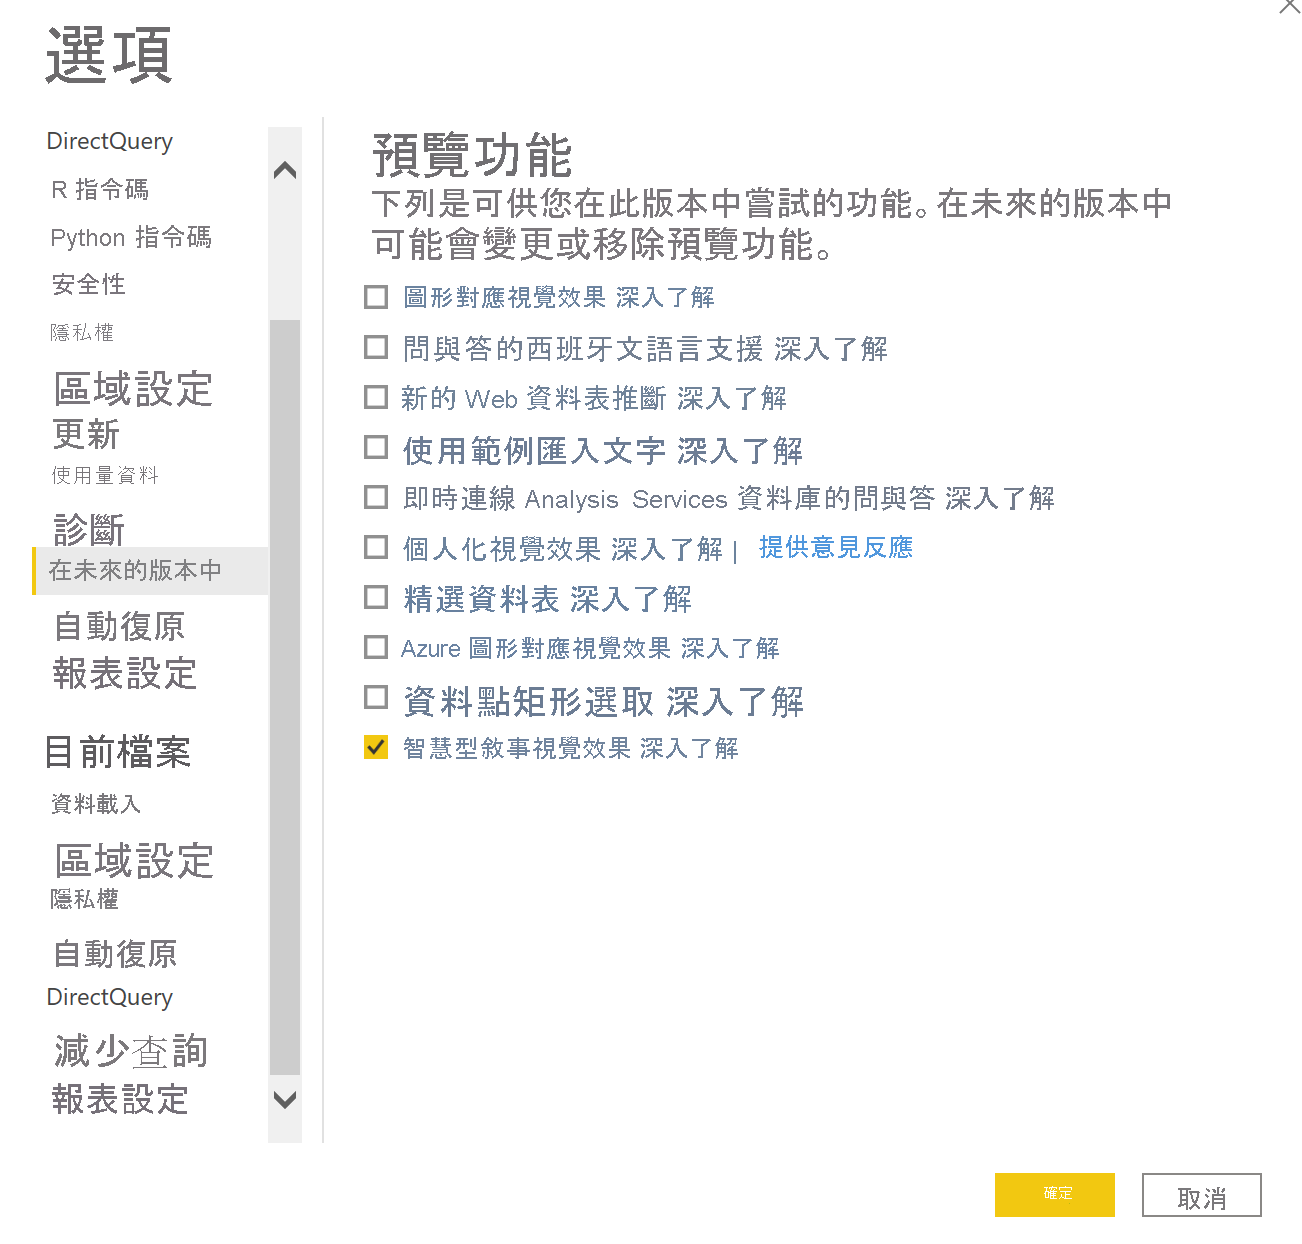 選項
DirectQuery
R 指令碼
Python 指令碼
安全性
隱私權
區域設定
更新
使用量資料
診斷
在未來的版本中
自動復原
報表設定
目前檔案
資料載入
區域設定
隱私權
自動復原
DirectQuery
減少查詢
報表設定
預覽功能
下列是可供您在此版本中嘗試的功能。在未來的版本中
可能會變更或移除預覽功能。
圖形對應視覺效果 深入了解
問與答的西班牙文語言支援 深入了解
新的 Web 資料表推斷 深入了解
使用範例匯入文字 深入了解
即時連線 Analysis Services 資料庫的問與答 深入了解
個人化視覺效果 深入了解 | 提供意見反應
精選資料表 深入了解
Azure 圖形對應視覺效果 深入了解
資料點矩形選取 深入了解
智慧型敘事視覺效果 深入了解
確定
取消